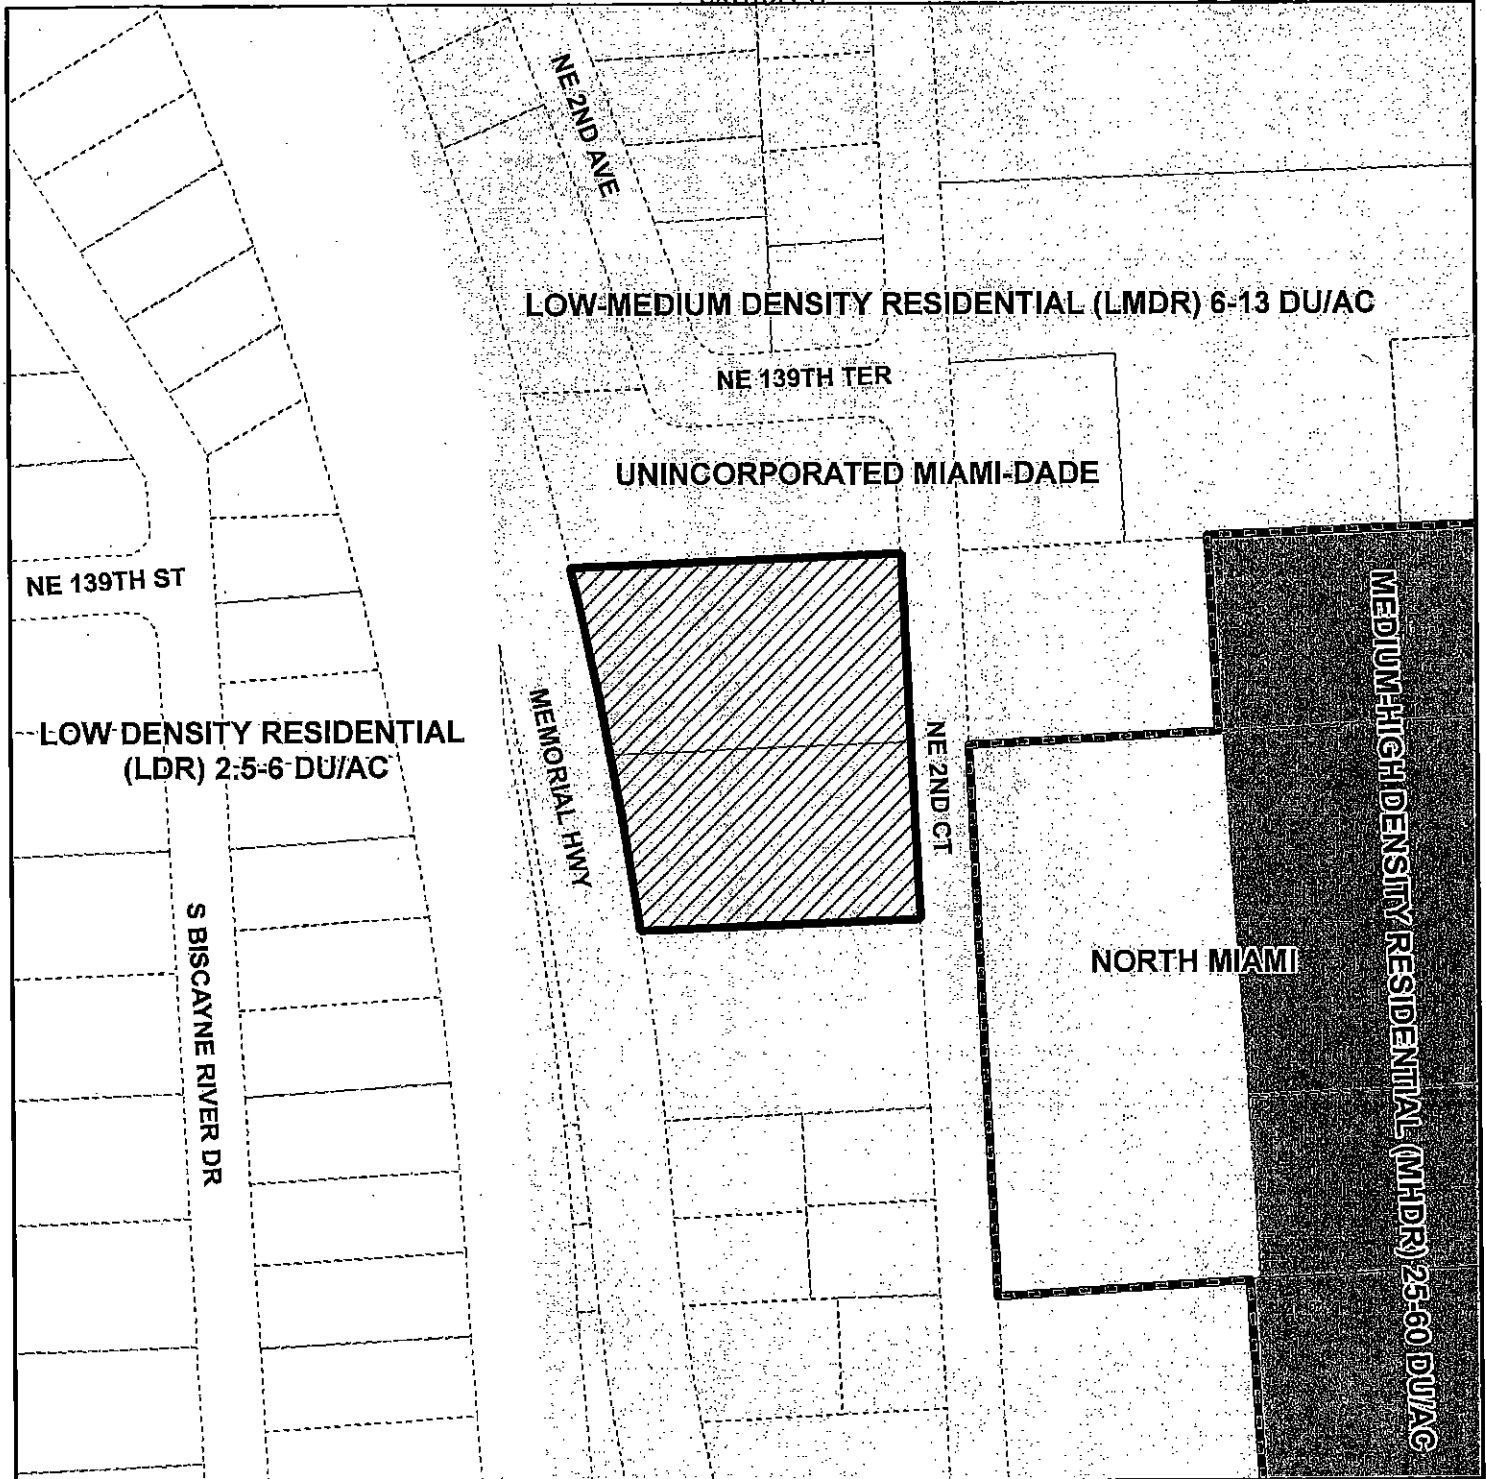 NE 2ND AVE
LOW-MEDIUM DENSITY RESIDENTIAL (LMDR) 6-13 DU/AC
NE 139TH TER
UNINCORPORATED MIAMI-DADE
NE 139TH ST
LOW DENSITY RESIDENTIAL
(LDR) 2.5-6 DU/AC
MEMORIAL HWY
NE 2ND CT
S BISCAYNE RIVER DR
NORTH MIAMI
MEDIUM-HIGH DENSITY RESIDENTIAL (MHDR) 25-60 DU/AC